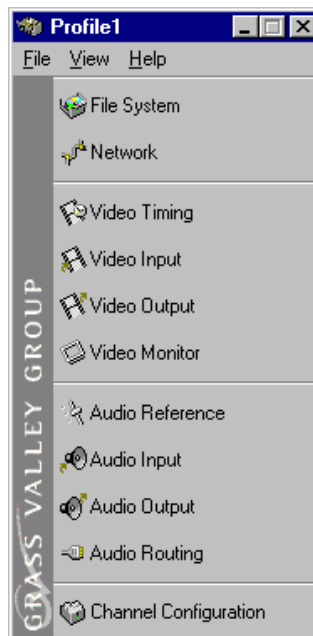 Profile1
File View Help
File System
Network
Video Timing
Video Input
Video Output
Video Monitor
Audio Reference
Audio Input
Audio Output
Audio Routing
Channel Configuration
GRASS VALLEY GROUP